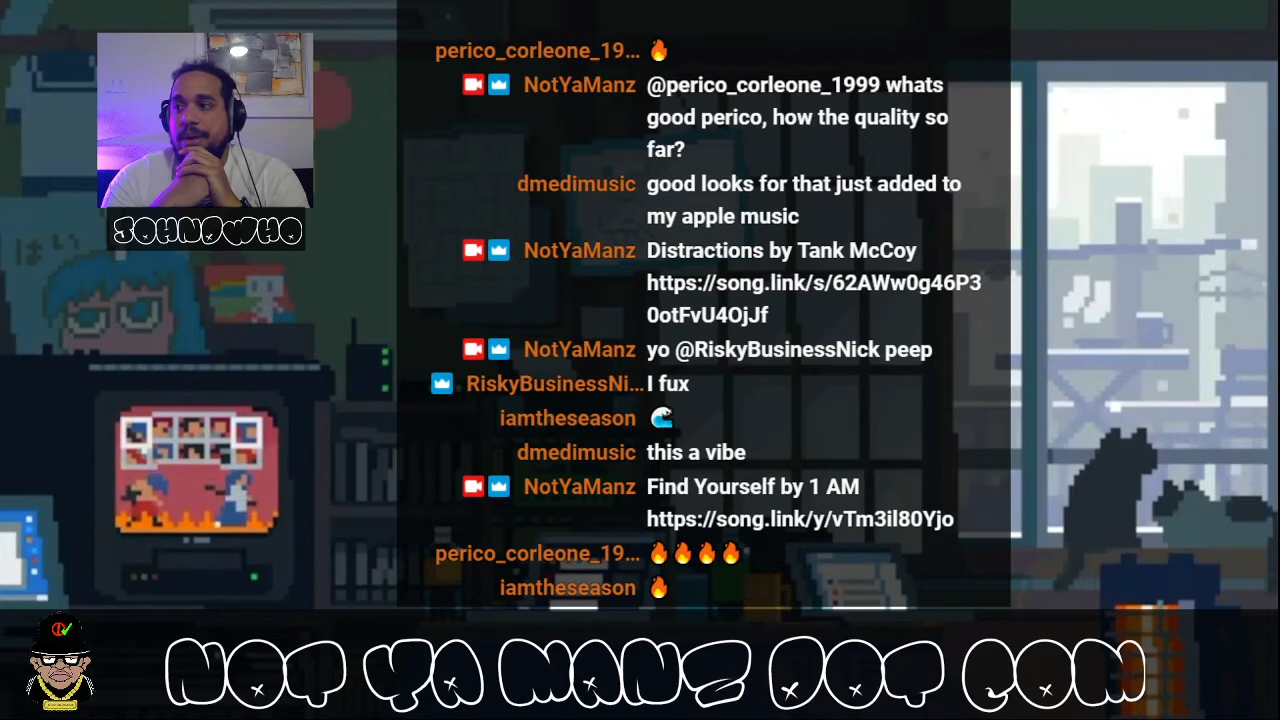 perico_corleone_19... 🔥
NotYaManz @perico_corleone_1999 whats
good perico, how the quality so
far?
dmedimusic good looks for that just added to
my apple music
NotYaManz Distractions by Tank McCoy
https://song.link/s/62AWw0g46P3
0otFvU4OjJf
NotYaManz yo @RiskyBusinessNick peep
RiskyBusinessNi... I fux
iamtheseason 🌊
dmedimusic this a vibe
NotYaManz Find Yourself by 1 AM
https://song.link/y/vTm3il80Yjo
perico_corleone_19... 🔥🔥🔥🔥
iamtheseason 🔥
JOHNDWHO
はい
NOT YA MANZ DOT COM